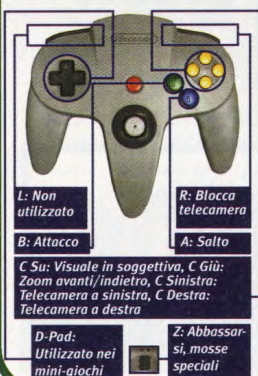 Nintendo
L: Non
utilizzato
R: Blocca
telecamera
B: Attacco
A: Salto
C Su: Visuale in soggettiva, C Giù:
Zoom avanti/indietro, C Sinistra:
Telecamera a sinistra, C Destra:
Telecamera a destra
D-Pad:
Utilizzato nei
mini-giochi
Z: Abbassar-
si, mosse
speciali